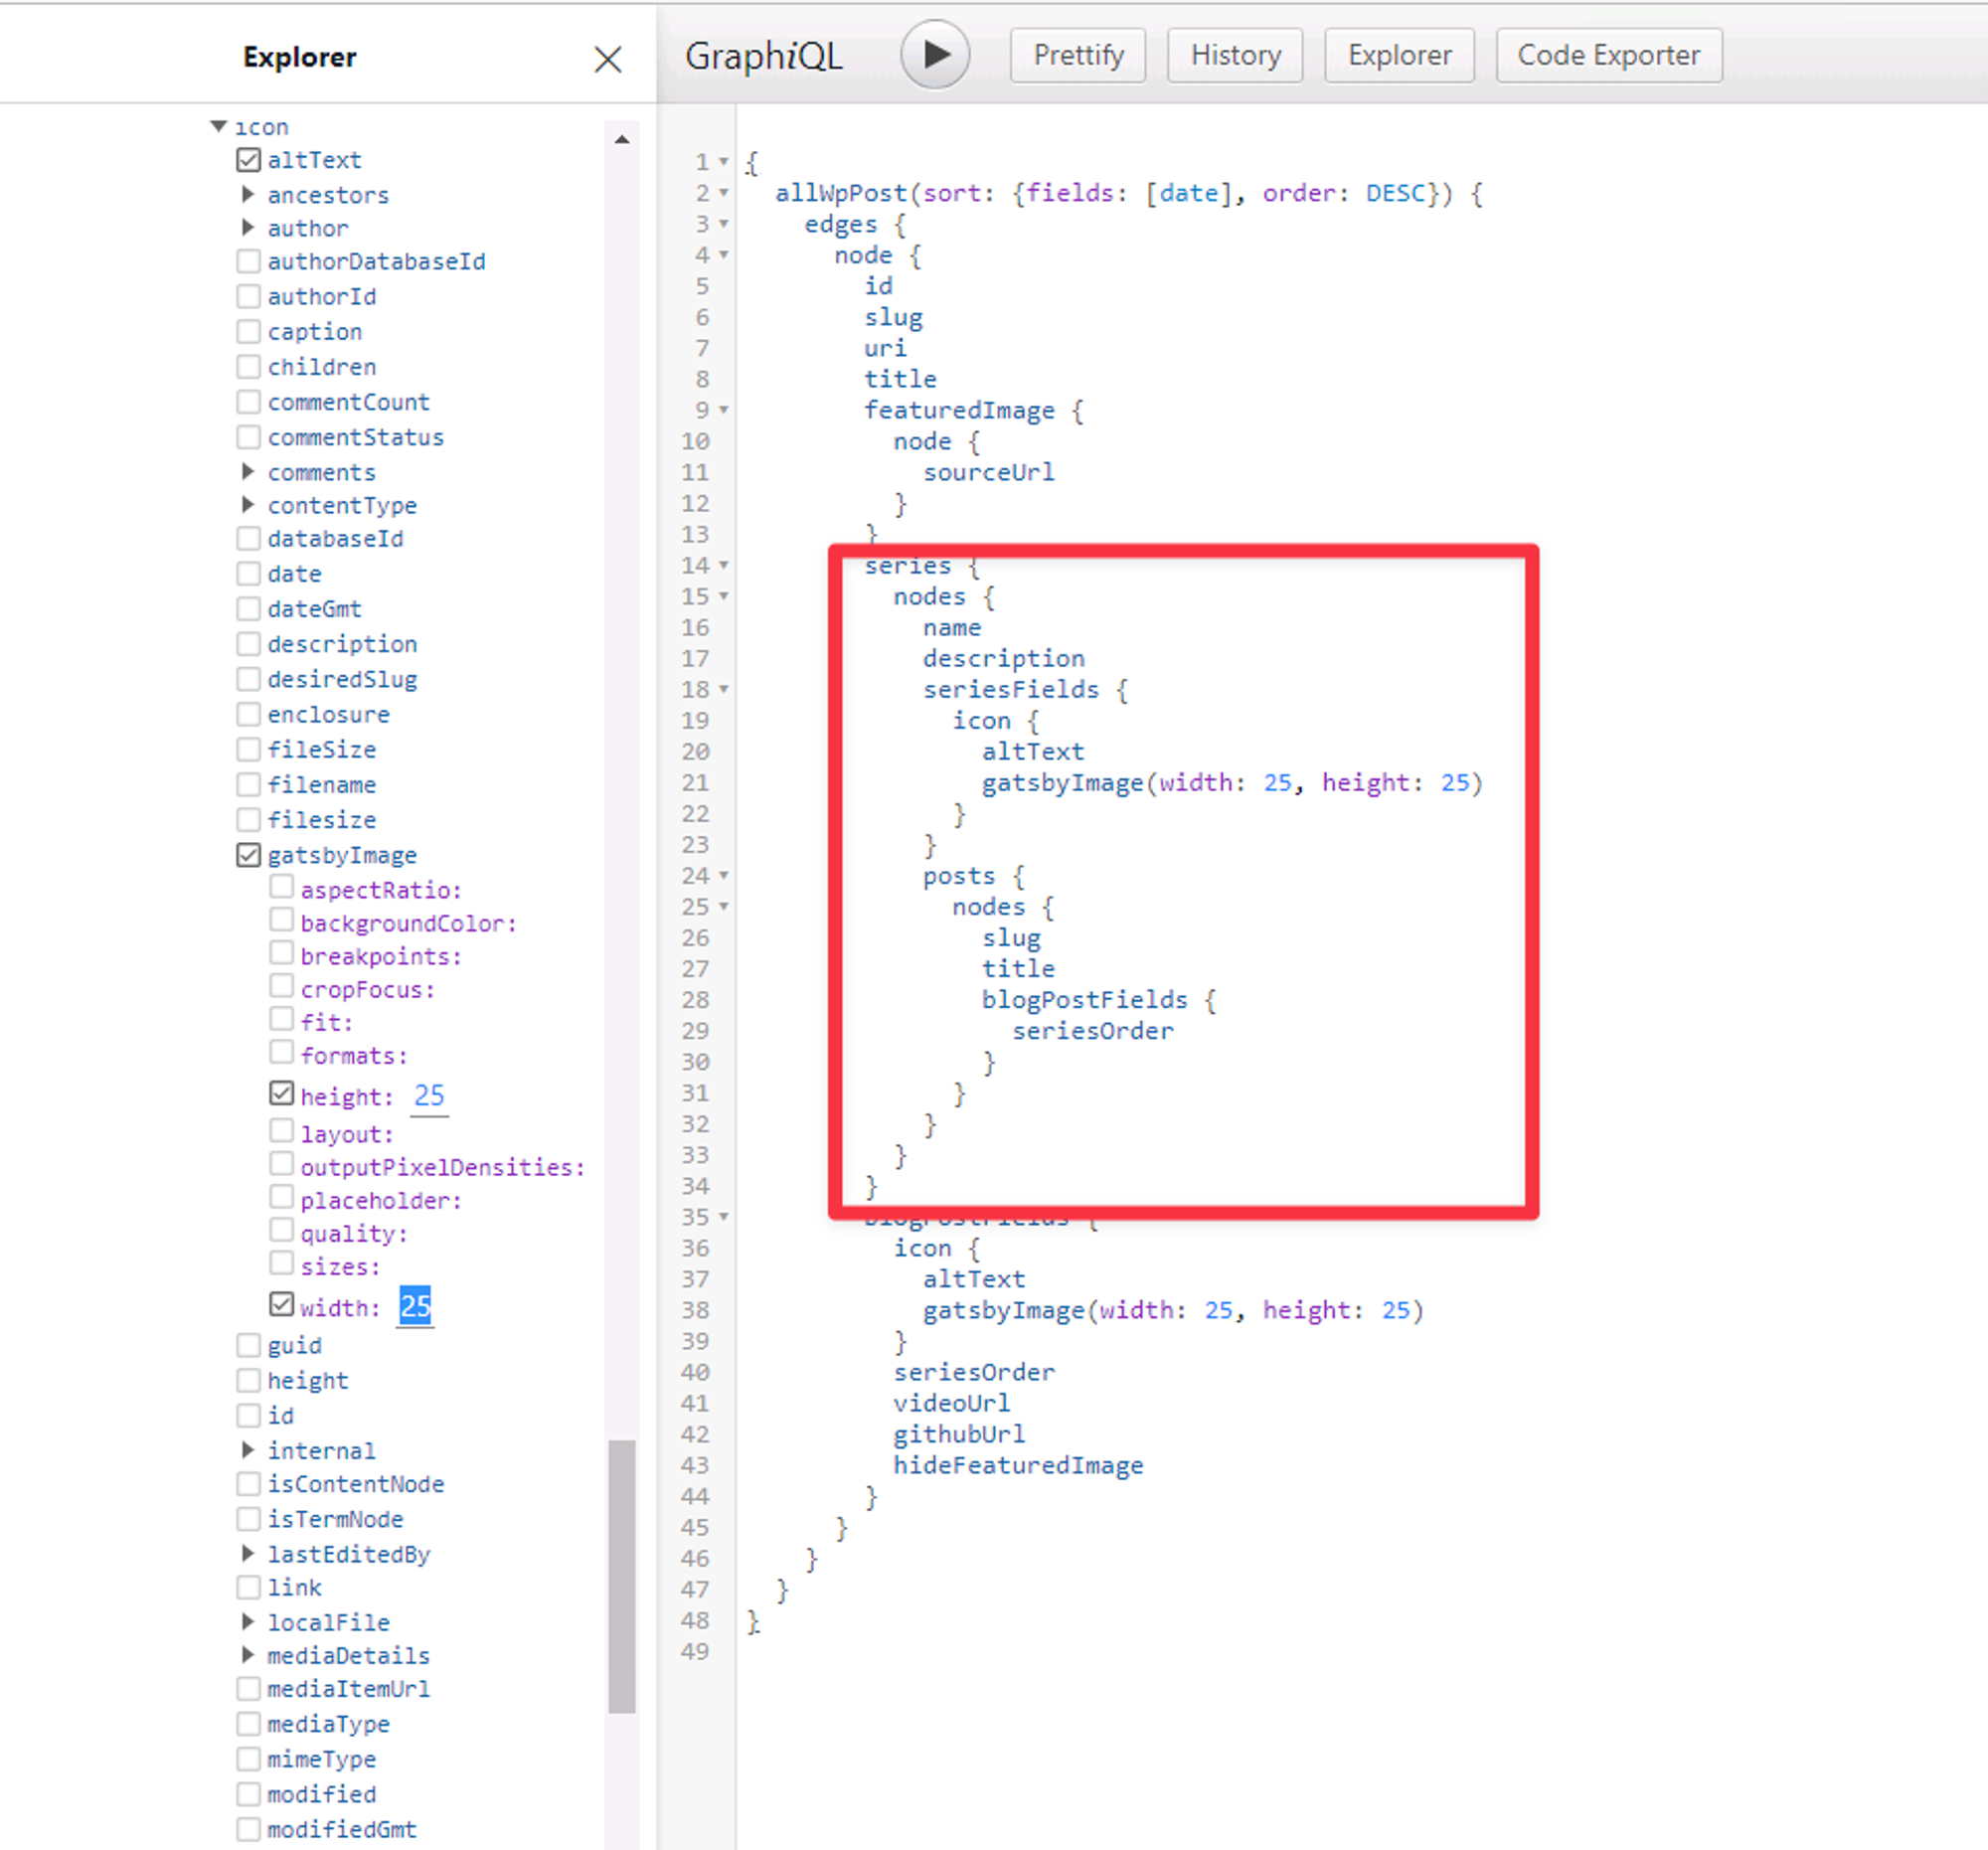 Explorer
icon
altText
ancestors
author
authorDatabaseId
authorId
caption
children
commentCount
commentStatus
comments
contentType
databaseId
date
dateGmt
description
desiredSlug
enclosure
fileSize
filename
filesize
gatsbyImage
aspectRatio:
backgroundColor:
breakpoints:
cropFocus:
fit:
formats:
height: 25
layout:
outputPixelDensities:
placeholder:
quality:
sizes:
width: 25
guid
height
id
internal
isContentNode
isTermNode
lastEditedBy
link
localFile
mediaDetails
mediaItemUrl
mediaType
mimeType
modified
modifiedGmt
GraphiQL Prettify History Explorer Code Exporter
1 {
2 allWpPost(sort: {fields: [date], order: DESC}) {
3 edges {
4 node {
5 id
6 slug
7 uri
8 title
9 featuredImage {
10 node {
11 sourceUrl
12 }
13 }
14 series {
15 nodes {
16 name
17 description
18 seriesFields {
19 icon {
20 altText
21 gatsbyImage(width: 25, height: 25)
22 }
23 }
24 posts {
25 nodes {
26 slug
27 title
28 blogPostFields {
29 seriesOrder
30 }
31 }
32 }
33 }
34 }
35 blogPostFields {
36 icon {
37 altText
38 gatsbyImage(width: 25, height: 25)
39 }
40 seriesOrder
41 videoUrl
42 githubUrl
43 hideFeaturedImage
44 }
45 }
46 }
47 }
48 }
49